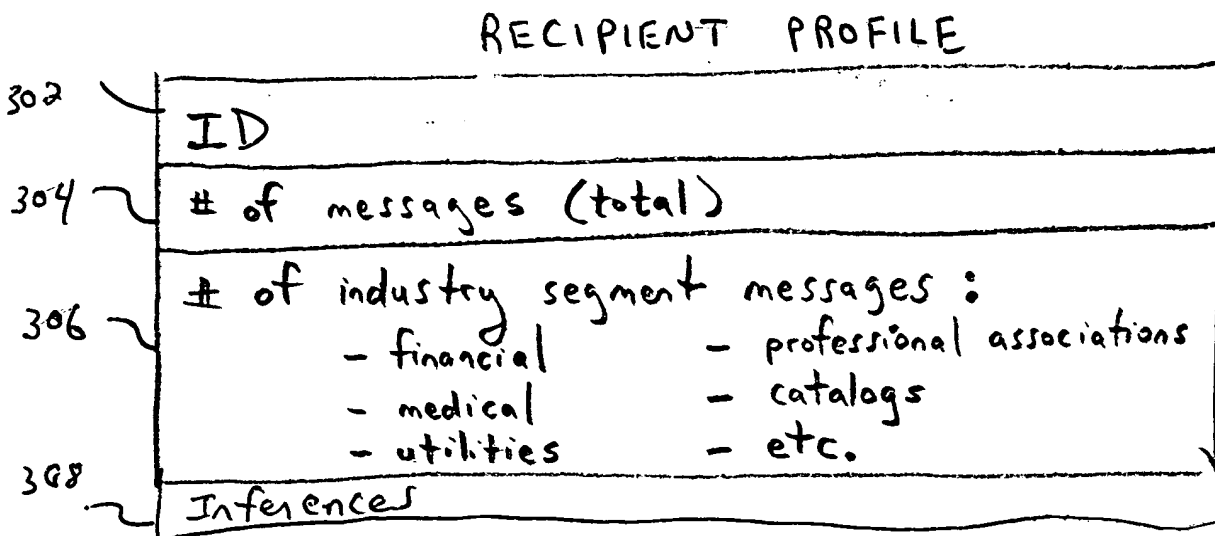 RECIPIENT PROFILE
302
ID
304
# of messages (total)
306
# of industry segment messages :
- financial - professional associations
- medical - catalogs
- utilities - etc.
308
Inferences